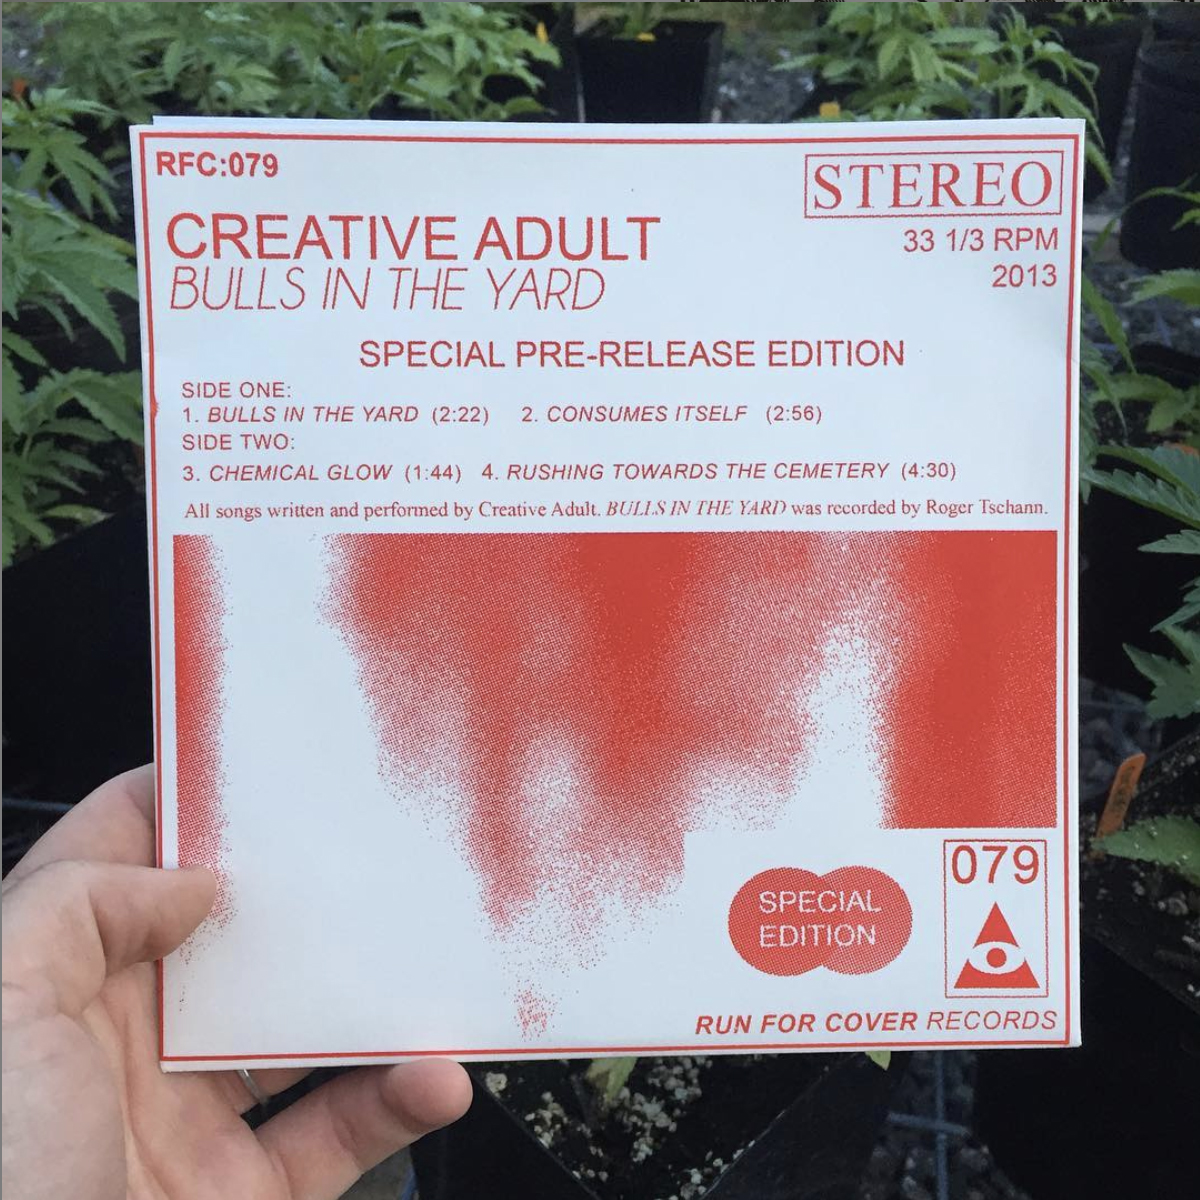 RFC:079
STEREO
CREATIVE ADULT
33 1/3 RPM
BULLS IN THE YARD
2013
SPECIAL PRE-RELEASE EDITION
SIDE ONE:
1. BULLS IN THE YARD (2:22) 2. CONSUMES ITSELF (2:56)
SIDE TWO:
3. CHEMICAL GLOW (1:44) 4. RUSHING TOWARDS THE CEMETERY (4:30)
All songs written and performed by Creative Adult. BULLS IN THE YARD was recorded by Roger Tschann.
079
SPECIAL
EDITION
RUN FOR COVER RECORDS